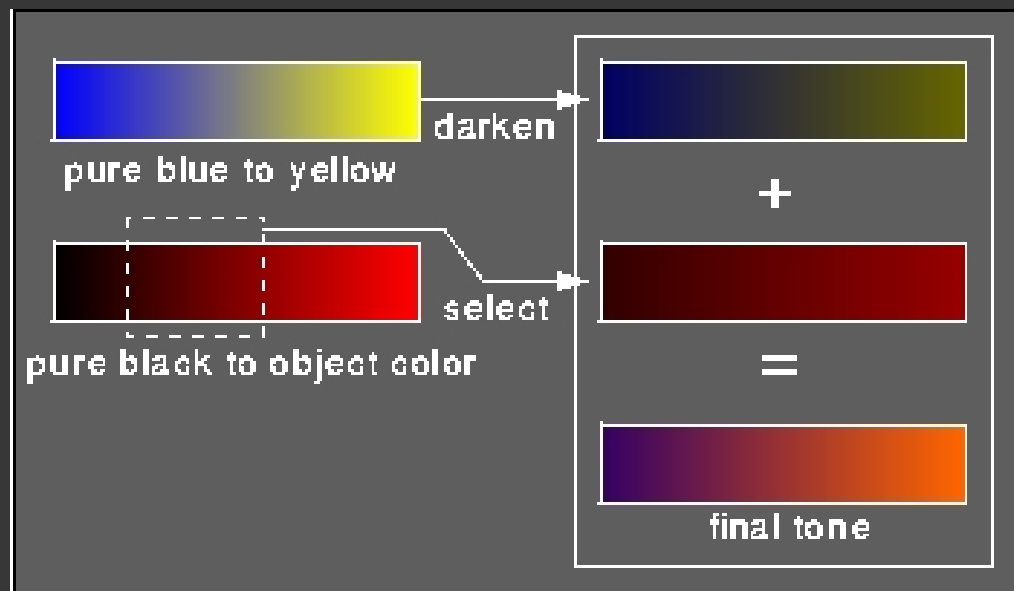 darken
pure blue to yellow
+
select
pure black to object color
=
final tone